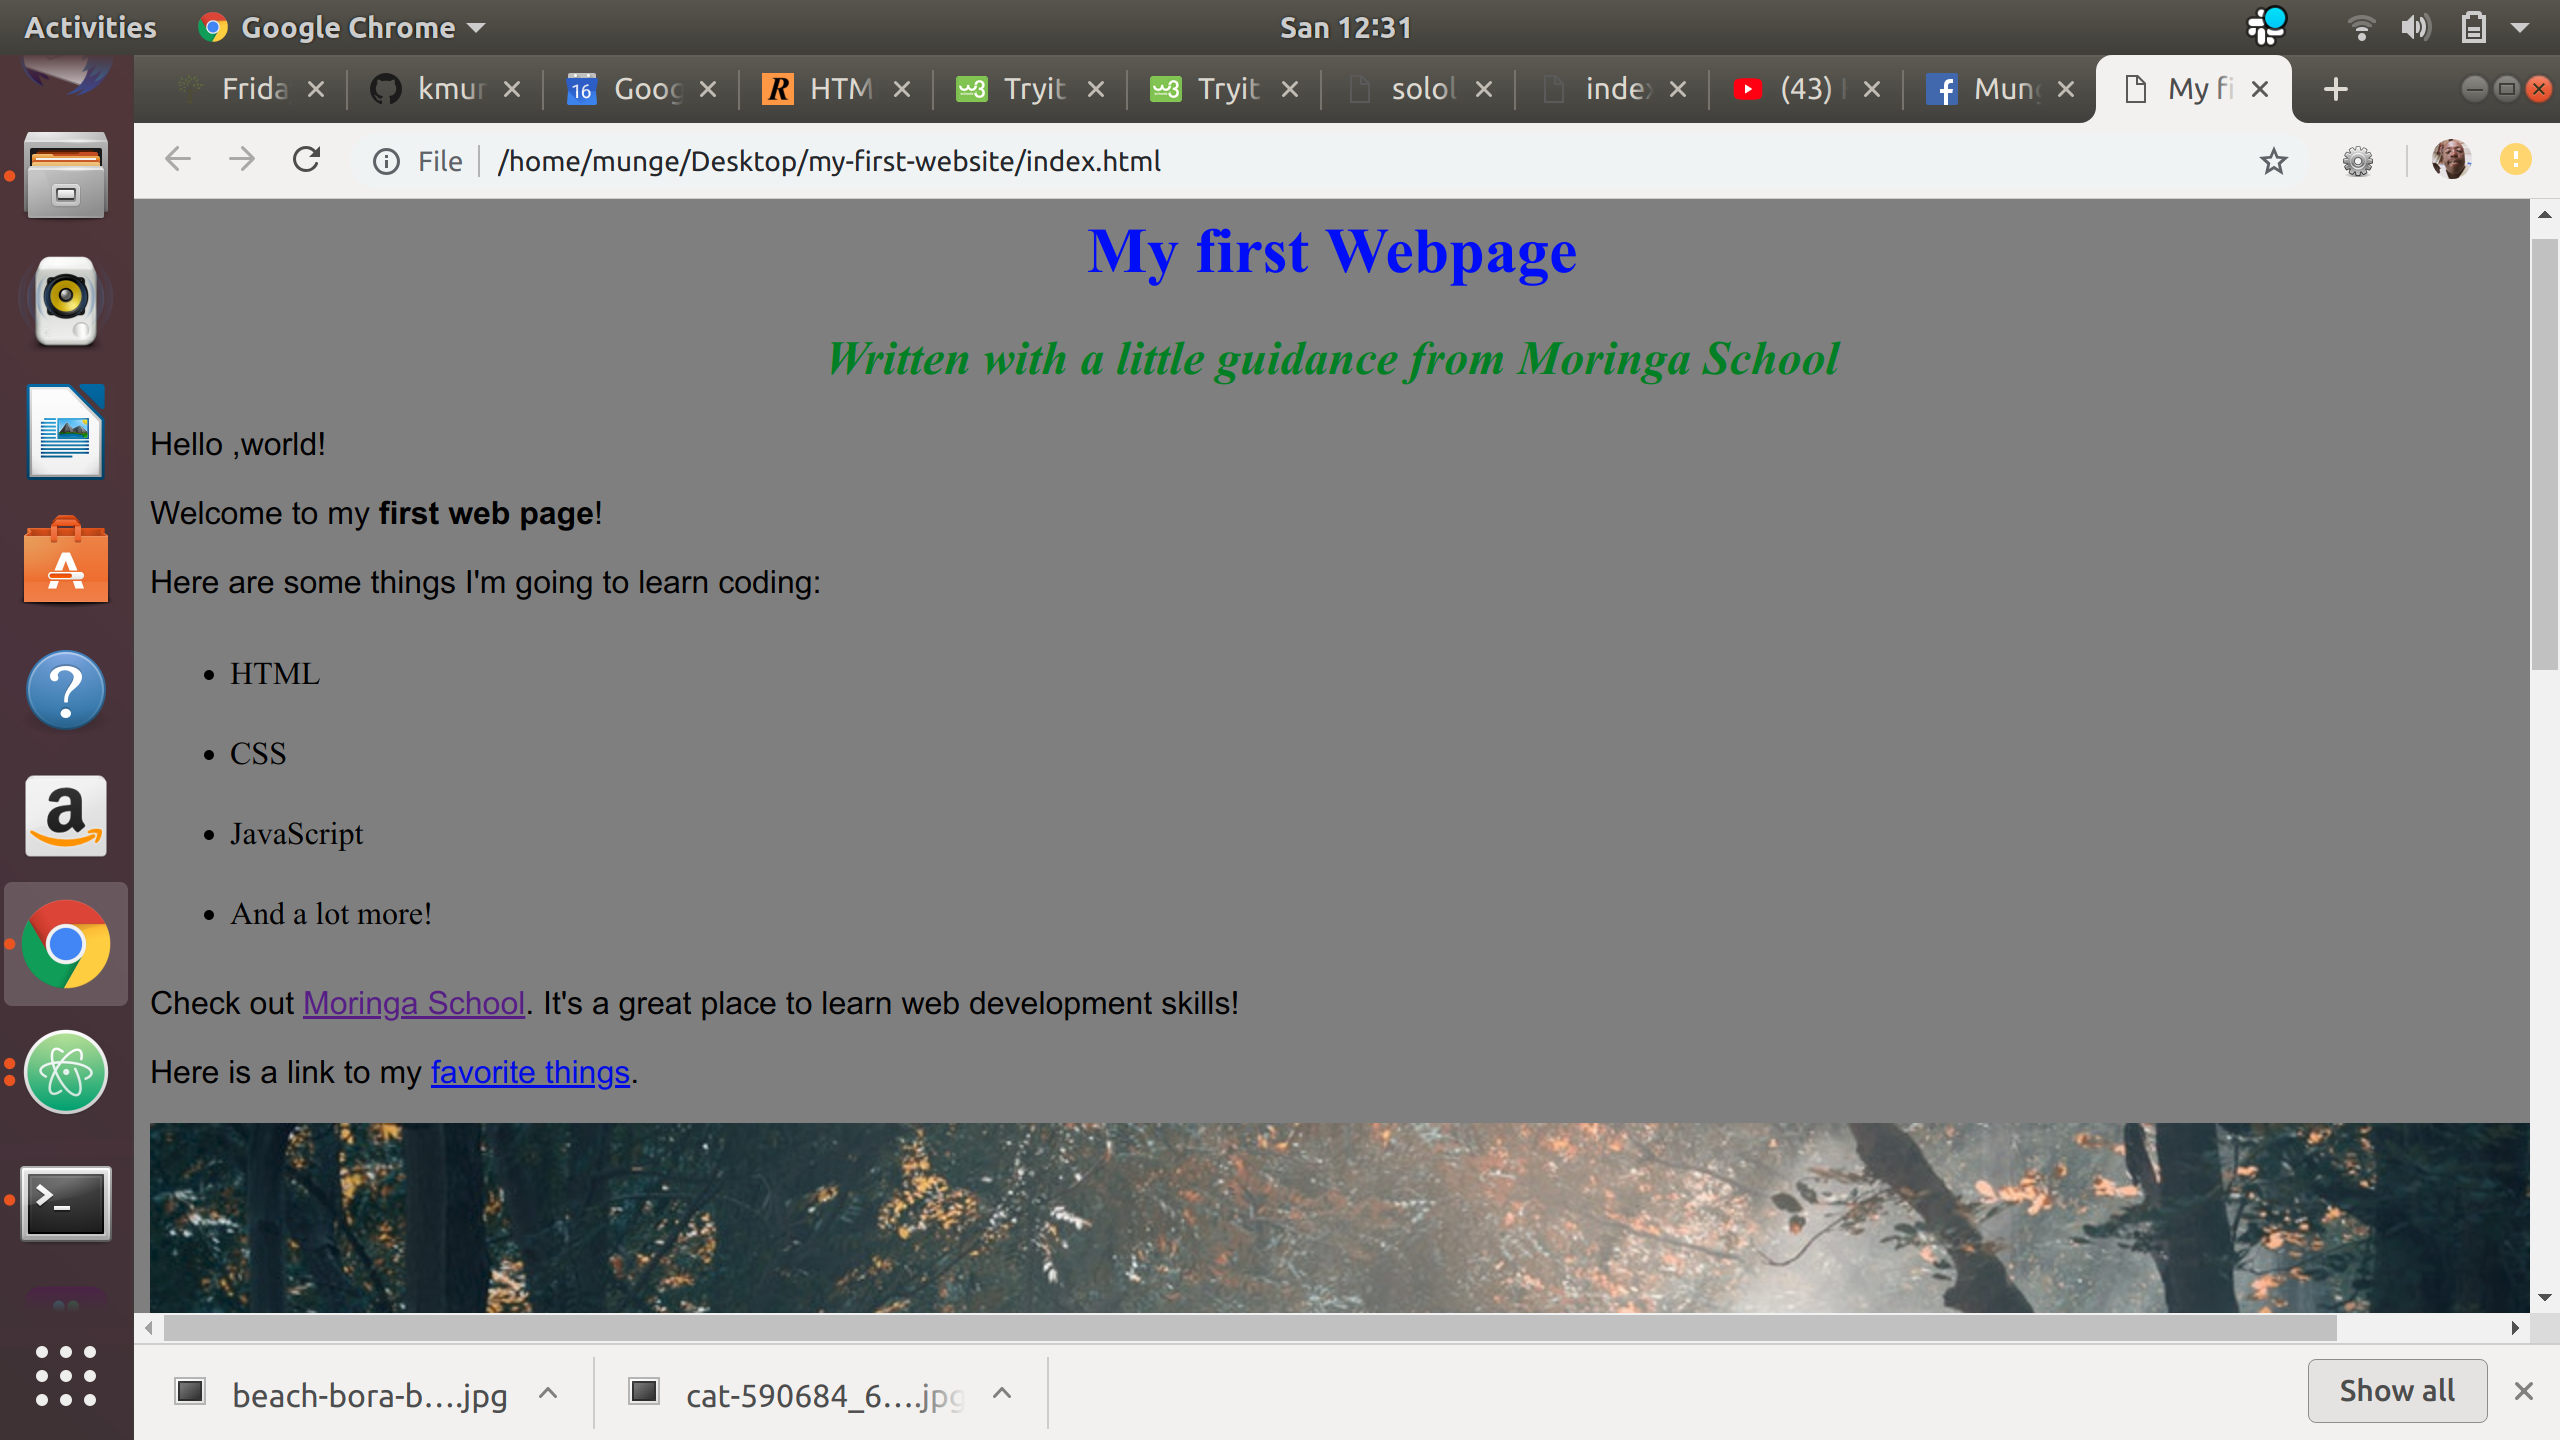 Activities
Google Chrome
San 12:31
Frida
kmur
Goog
HTM
Tryit
Tryit
solol
index
(43)
Mung
My fi
File
/home/munge/Desktop/my-first-website/index.html
My first Webpage
Written with a little guidance from Moringa School
Hello ,world!
Welcome to my first web page!
Here are some things I'm going to learn coding:
• HTML
• CSS
• JavaScript
• And a lot more!
Check out Moringa School. It's a great place to learn web development skills!
Here is a link to my favorite things.
beach-bora-b....jpg
cat-590684_6....jpg
Show all